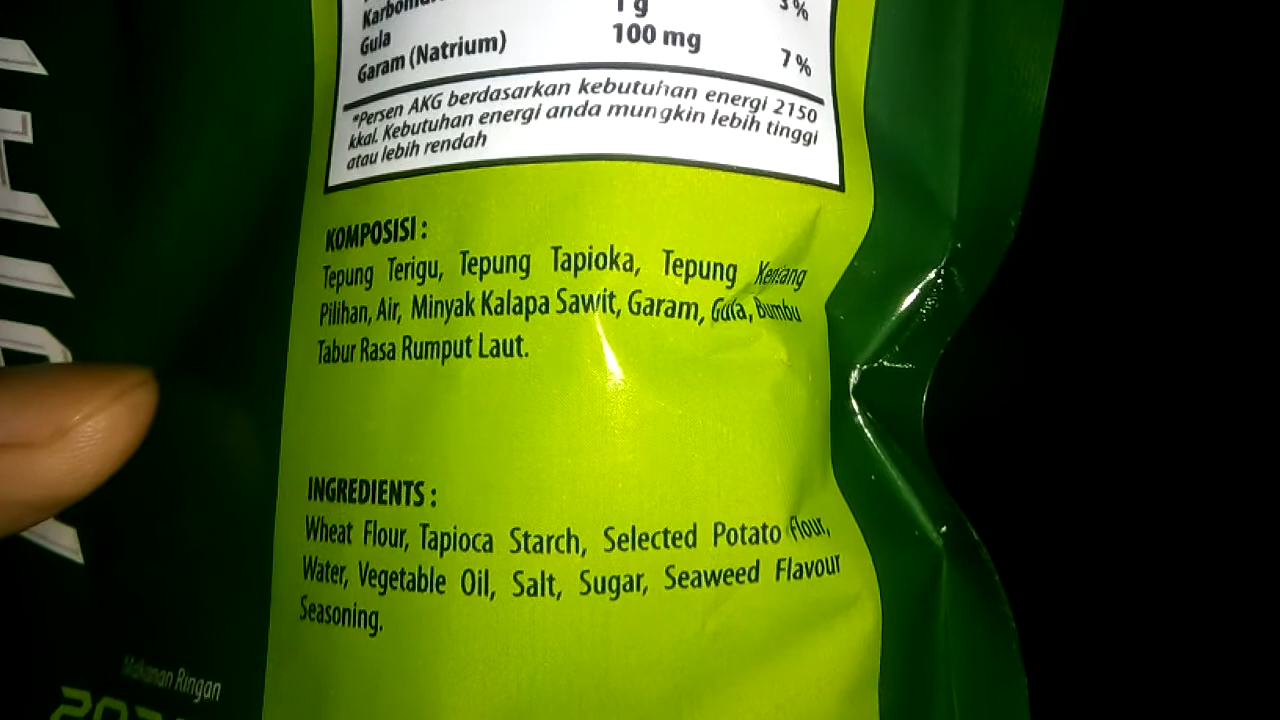 Gula 1 g 3 %
Garam (Natrium) 100 mg 7 %
*Persen AKG berdasarkan kebutuhan energi 2150
kkal. Kebutuhan energi anda mungkin lebih tinggi
atau lebih rendah
KOMPOSISI :
Tepung Terigu, Tepung Tapioka, Tepung Kentang
Pilihan, Air, Minyak Kalapa Sawit, Garam, Gula, Bumbu
Tabur Rasa Rumput Laut.
INGREDIENTS :
Wheat Flour, Tapioca Starch, Selected Potato Flour,
Water, Vegetable Oil, Salt, Sugar, Seaweed Flavour
Seasoning.
Makanan Ringan